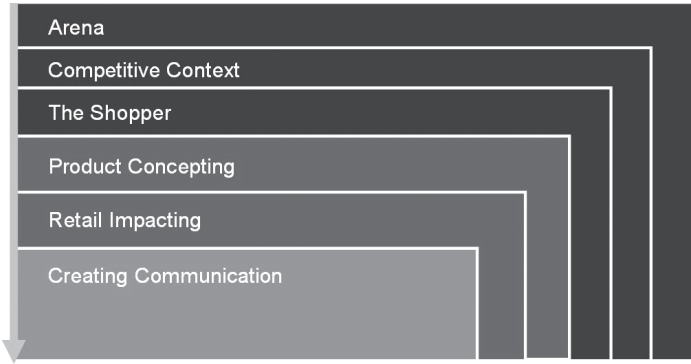 Arena
Competitive Context
The Shopper
Product Concepting
Retail Impacting
Creating Communication